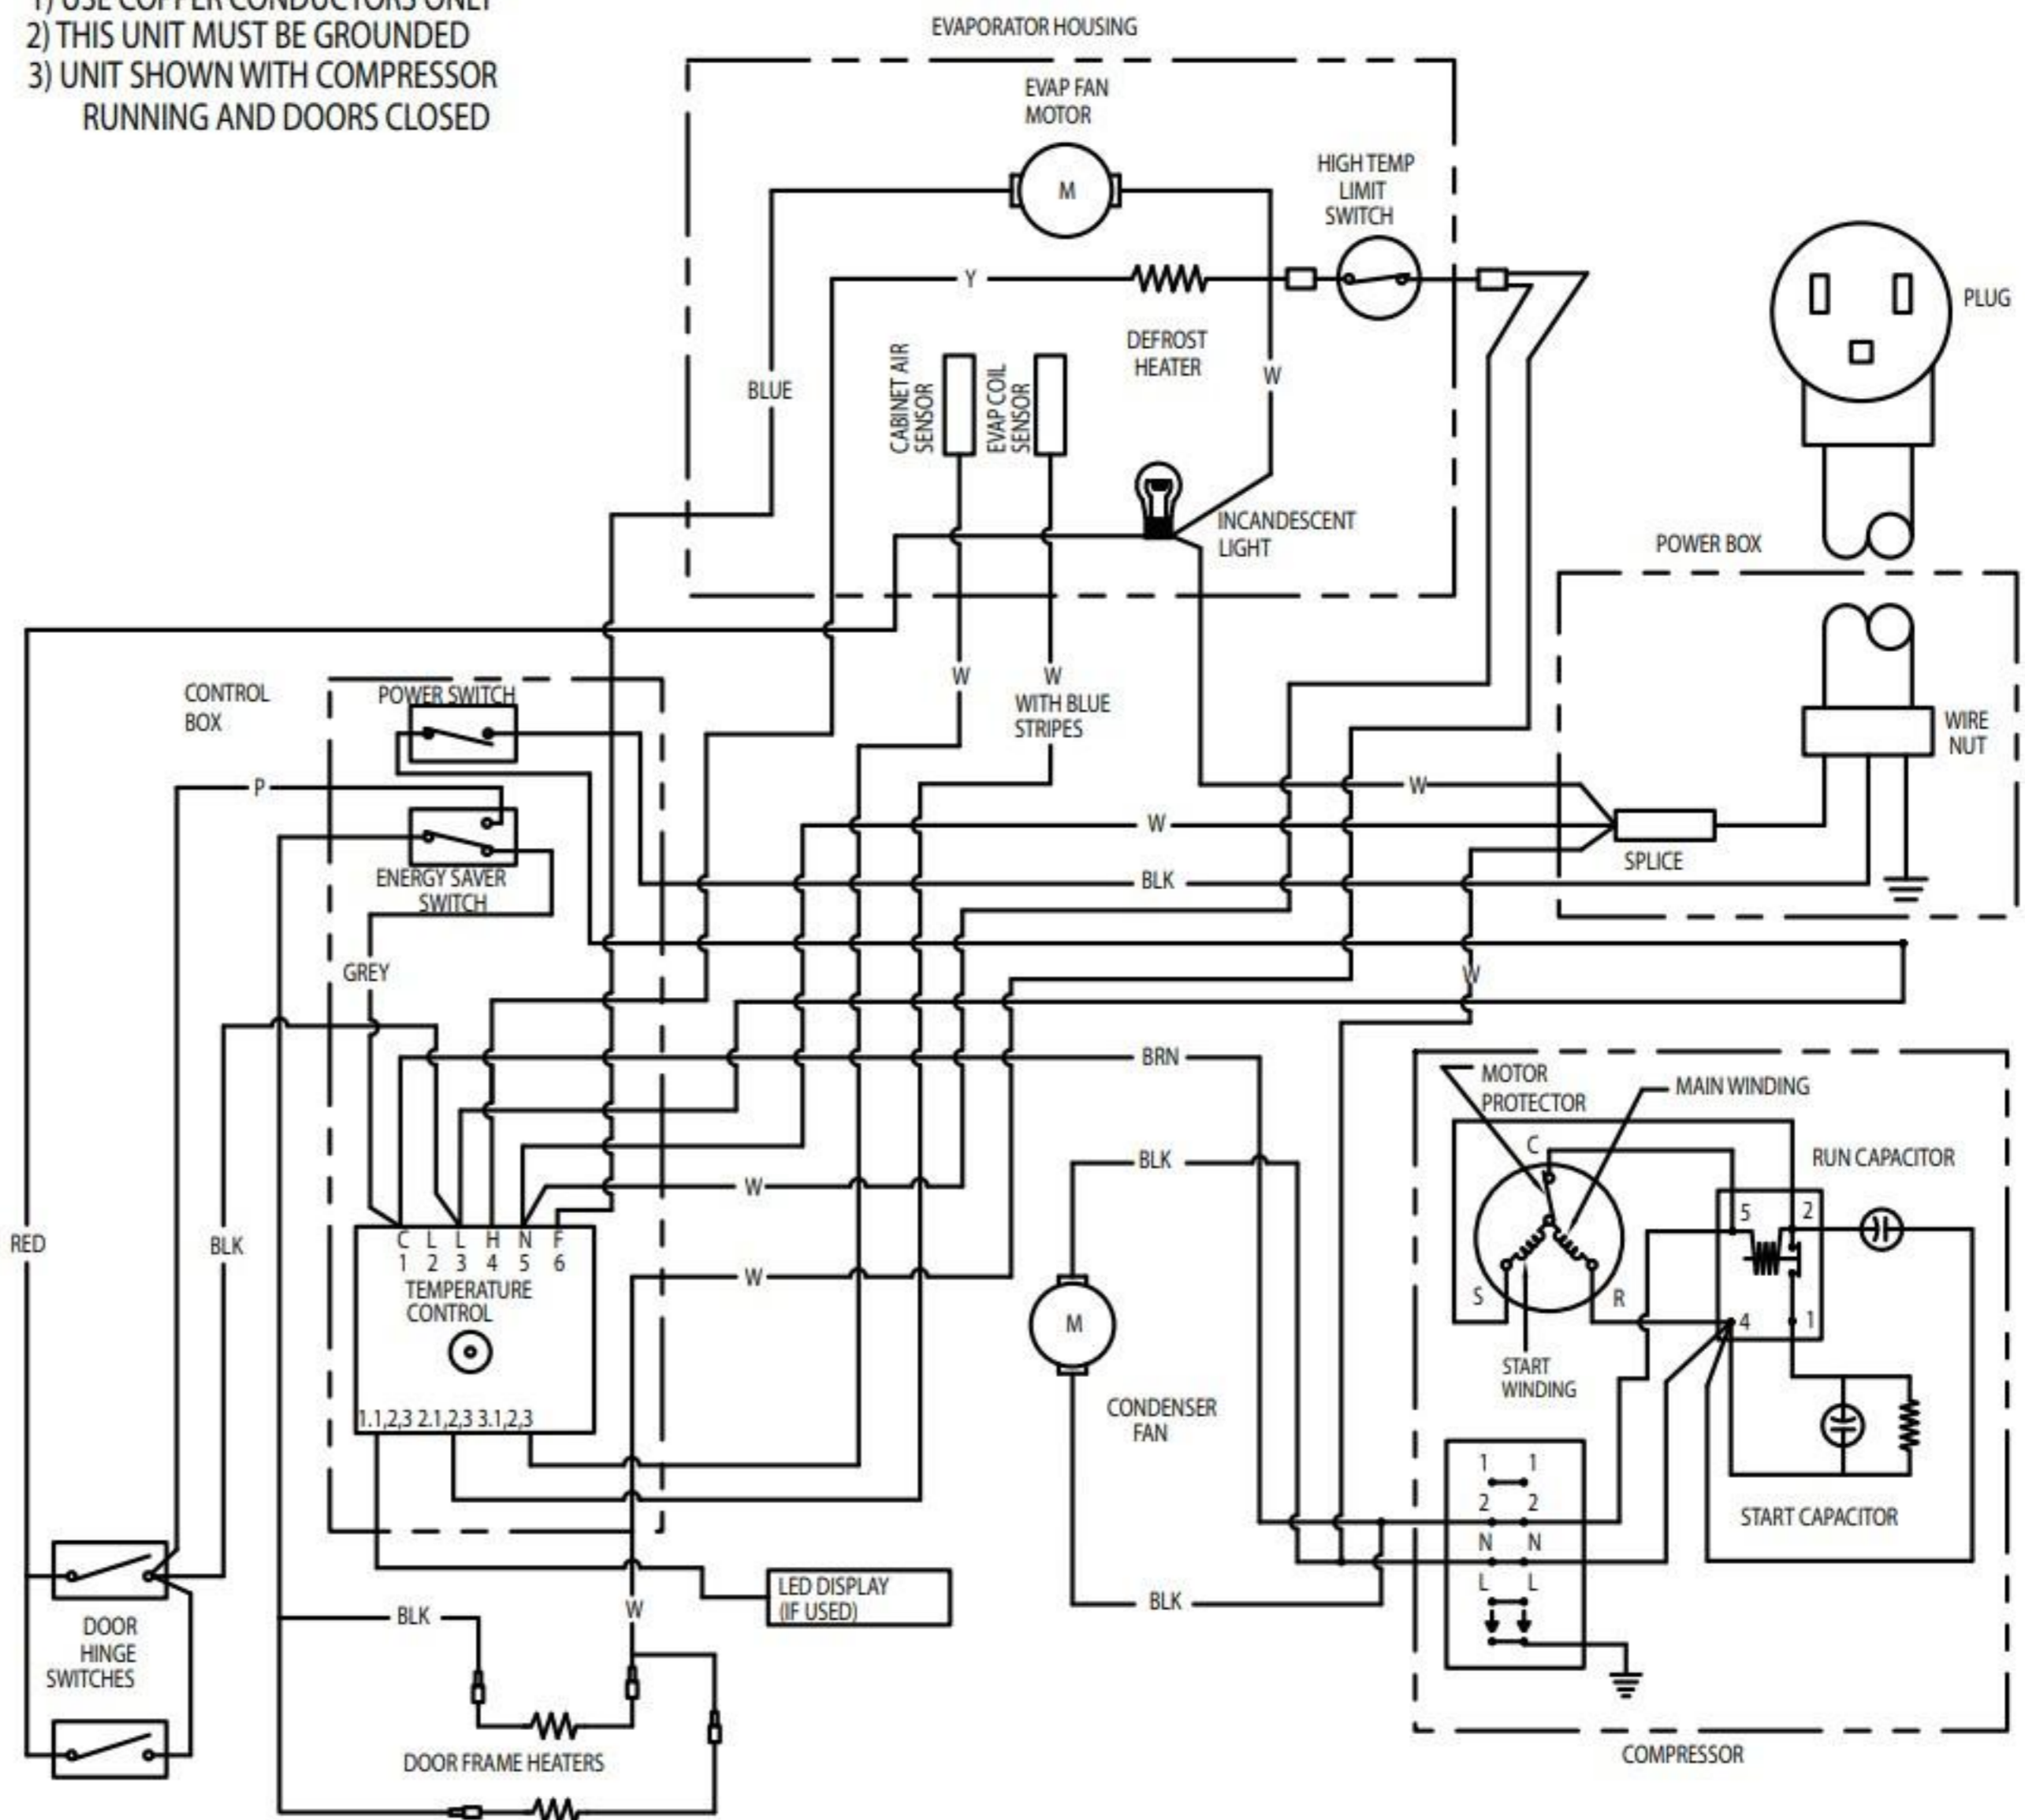 1) USE COPPER CONDUCTORS ONLY
2) THIS UNIT MUST BE GROUNDED
3) UNIT SHOWN WITH COMPRESSOR
RUNNING AND DOORS CLOSED
EVAPORATOR HOUSING
EVAP FAN
MOTOR
M
HIGH TEMP
LIMIT
SWITCH
Y
DEFROST
HEATER
BLUE
CABINET AIR
SENSOR
EVAP COIL
SENSOR
W
INCANDESCENT
LIGHT
PLUG
POWER BOX
WIRE
NUT
SPLICE
W
W
WITH BLUE
STRIPES
W
W
BLK
W
CONTROL
BOX
POWER SWITCH
P
ENERGY SAVER
SWITCH
GREY
BRN
BLK
W
W
RED
BLK
C L L H N F
1 2 3 4 5 6
TEMPERATURE
CONTROL
1.1,2,3 2.1,2,3 3.1,2,3
M
CONDENSER
FAN
BLK
MOTOR
PROTECTOR
MAIN WINDING
C
S
R
START
WINDING
RUN CAPACITOR
5 2
4 1
START CAPACITOR
1 1
2 2
N N
L L
COMPRESSOR
LED DISPLAY
(IF USED)
DOOR
HINGE
SWITCHES
BLK
W
DOOR FRAME HEATERS